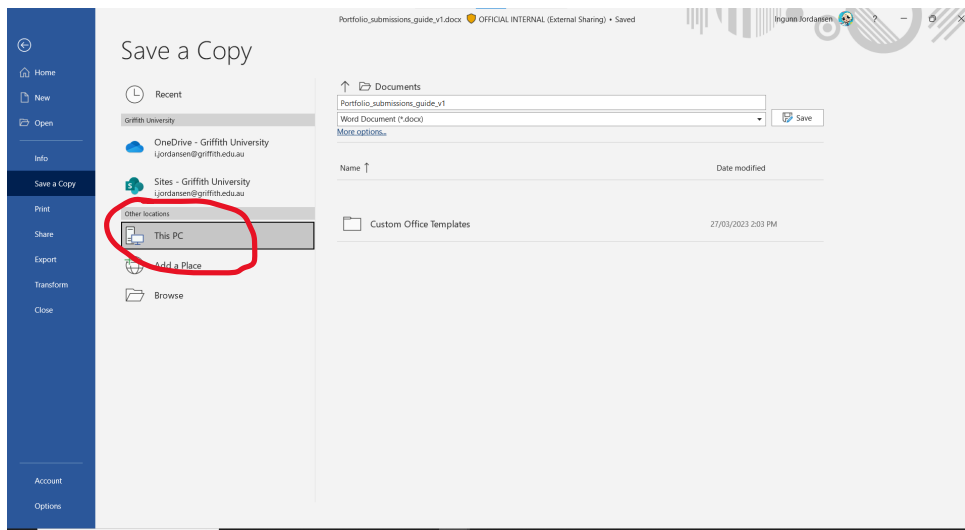 Portfolio_submissions_guide_v1.docx OFFICIAL INTERNAL (External Sharing) • Saved
Ingunn Jordansen
?
Home
New
Open
Info
Save a Copy
Print
Share
Export
Transform
Close
Account
Options
Save a Copy
Recent
Griffith University
OneDrive - Griffith University
i.jordansen@griffith.edu.au
Sites - Griffith University
i.jordansen@griffith.edu.au
Other locations
This PC
Add a Place
Browse
Documents
Portfolio_submissions_guide_v1
Word Document (*.docx)
Save
More options...
Name ↑
Date modified
Custom Office Templates
27/03/2023 2:03 PM